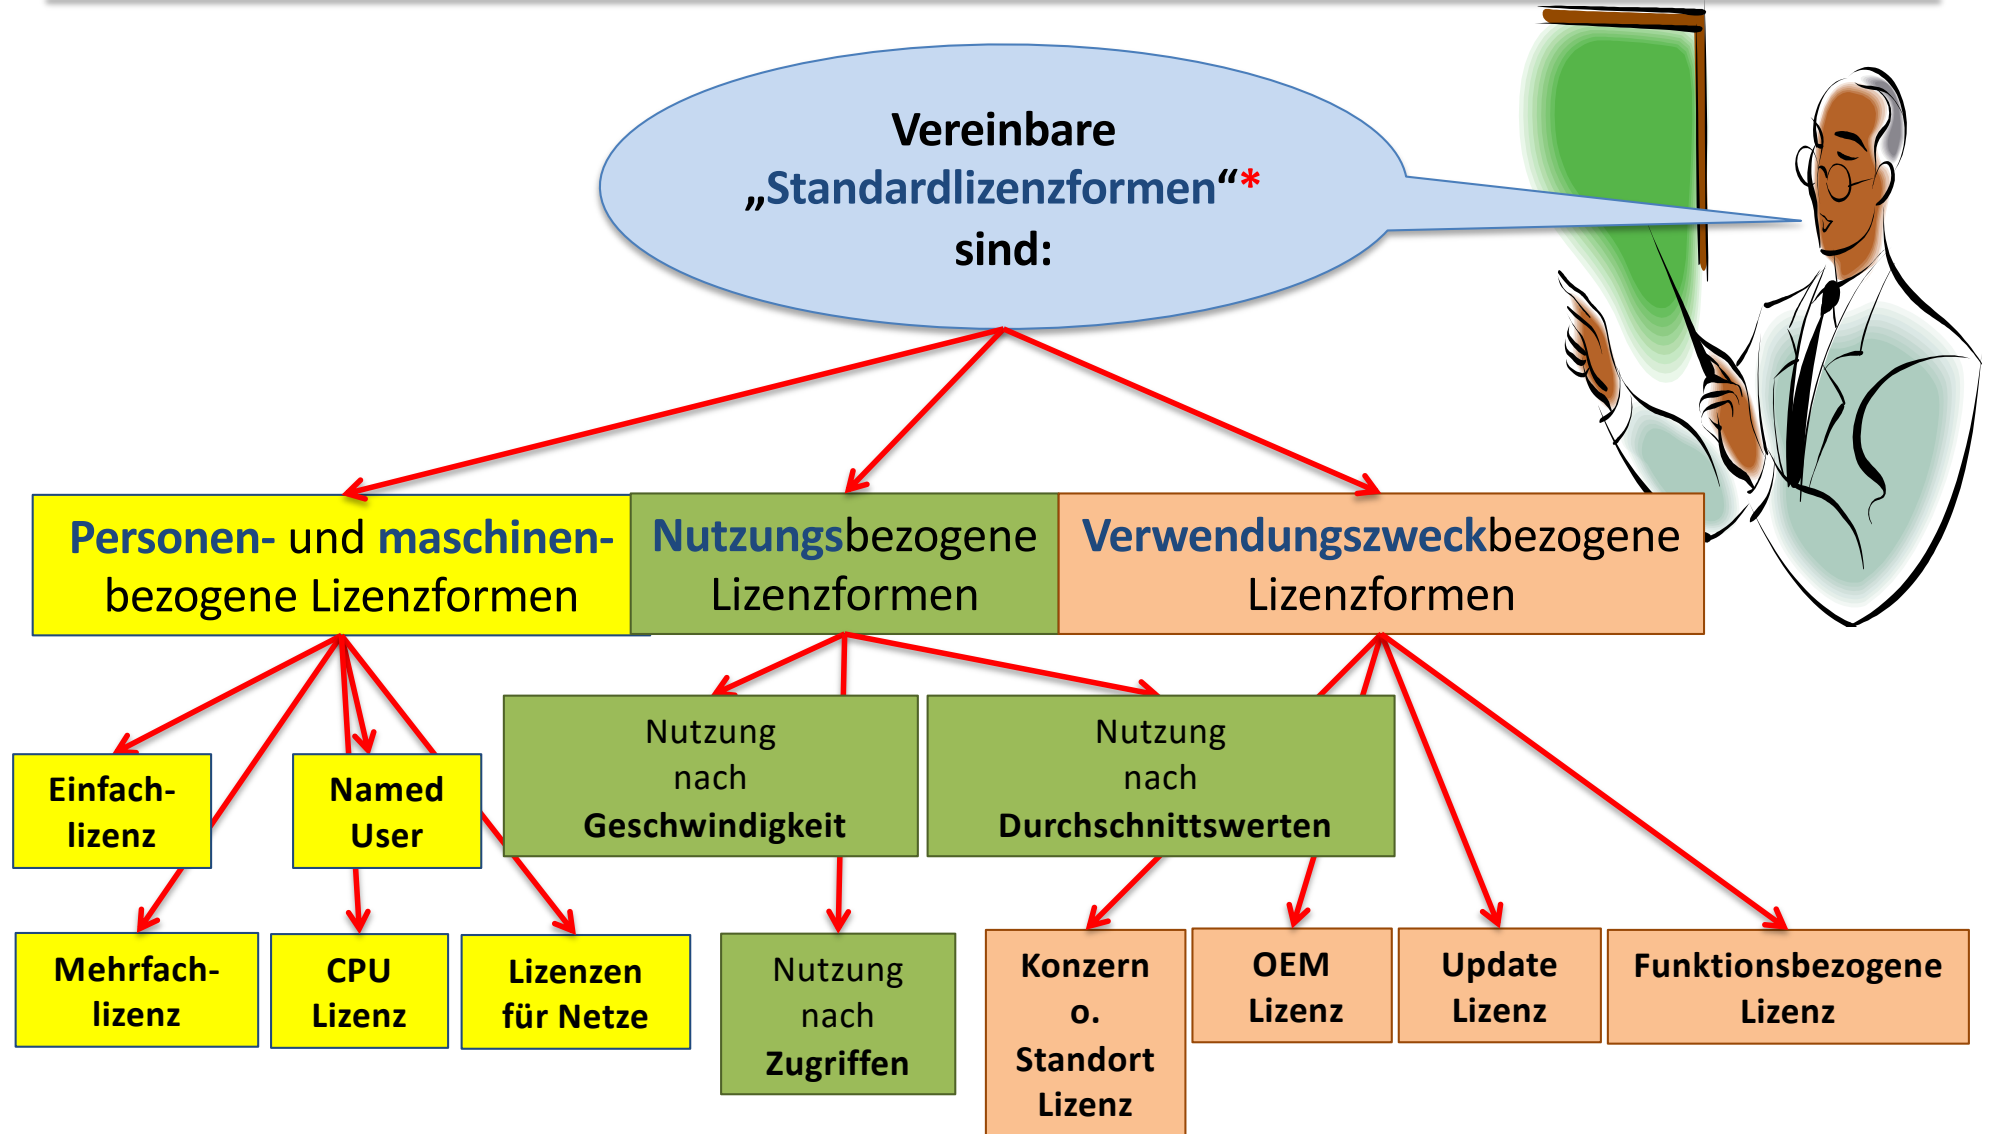 Vereinbare
„Standardlizenzformen“*
sind:
Personen- und maschinen-
bezogene Lizenzformen
Nutzungsbezogene
Lizenzformen
Verwendungszweckbezogene
Lizenzformen
Einfach-
lizenz
Named
User
Nutzung
nach
Geschwindigkeit
Nutzung
nach
Durchschnittswerten
Mehrfach-
lizenz
CPU
Lizenz
Lizenzen
für Netze
Nutzung
nach
Zugriffen
Konzern
o.
Standort
Lizenz
OEM
Lizenz
Update
Lizenz
Funktionsbezogene
Lizenz